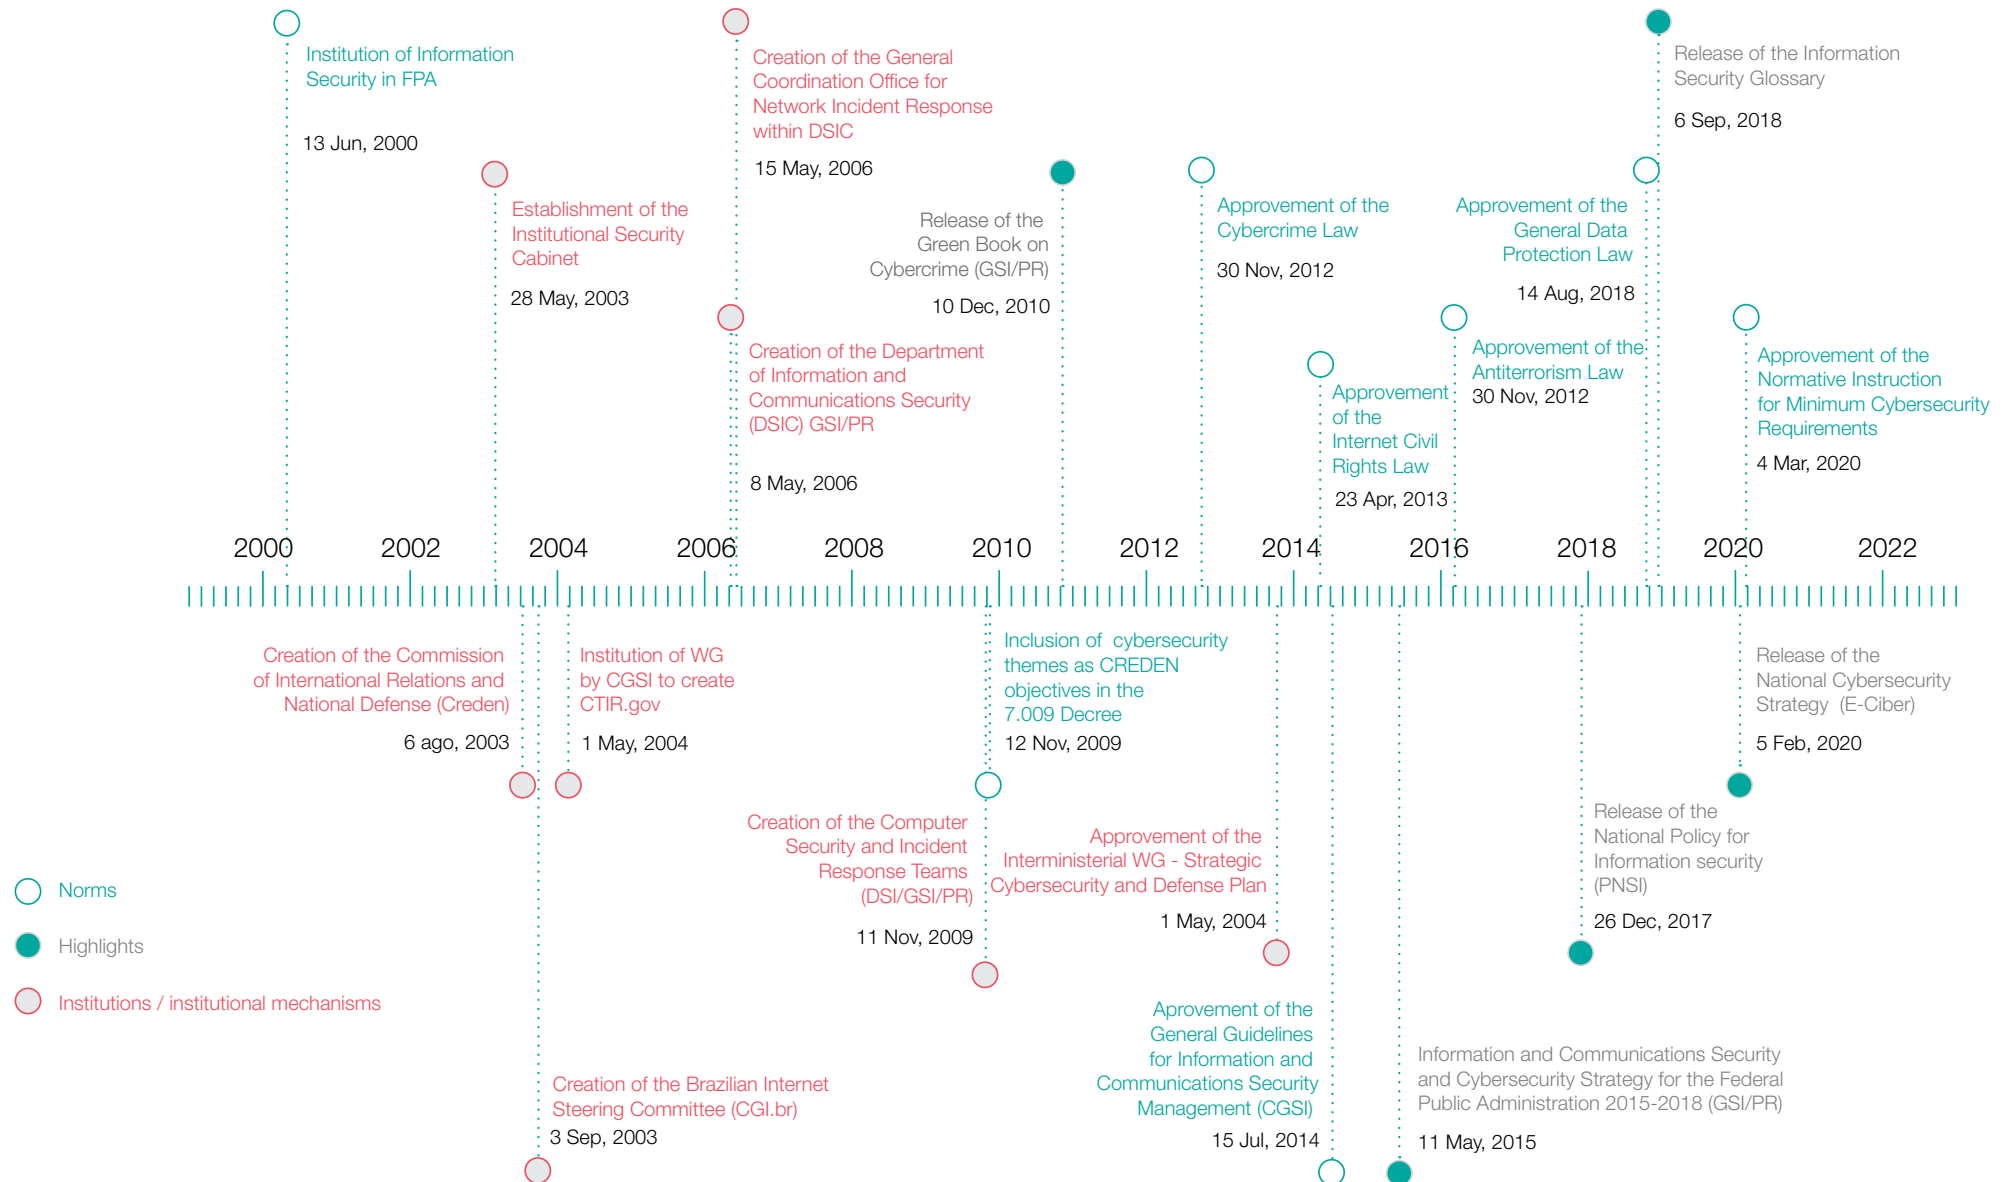 Institution of Information
Security in FPA
13 Jun, 2000
Creation of the General
Coordination Office for
Network Incident Response
within DSIC
15 May, 2006
Release of the Information
Security Glossary
6 Sep, 2018
Establishment of the
Institutional Security
Cabinet
28 May, 2003
Release of the
Green Book on
Cybercrime (GSI/PR)
10 Dec, 2010
Approvement of the
Cybercrime Law
30 Nov, 2012
Approvement of the
General Data
Protection Law
14 Aug, 2018
Creation of the Department
of Information and
Communications Security
(DSIC) GSI/PR
8 May, 2006
Approvement
of the
Internet Civil
Rights Law
23 Apr, 2013
Approvement of the
Antiterrorism Law
30 Nov, 2012
Approvement of the
Normative Instruction
for Minimum Cybersecurity
Requirements
4 Mar, 2020
2000 2002 2004 2006 2008 2010 2012 2014 2016 2018 2020 2022
Creation of the Commission
of International Relations and
National Defense (Creden)
6 ago, 2003
Institution of WG
by CGSI to create
CTIR.gov
1 May, 2004
Inclusion of cybersecurity
themes as CREDEN
objectives in the
7.009 Decree
12 Nov, 2009
Release of the
National Cybersecurity
Strategy (E-Ciber)
5 Feb, 2020
Creation of the Computer
Security and Incident
Response Teams
(DSI/GSI/PR)
11 Nov, 2009
Approvement of the
Interministerial WG - Strategic
Cybersecurity and Defense Plan
1 May, 2004
Release of the
National Policy for
Information security
(PNSI)
26 Dec, 2017
Norms
Highlights
Institutions / institutional mechanisms
Creation of the Brazilian Internet
Steering Committee (CGI.br)
3 Sep, 2003
Aprovement of the
General Guidelines
for Information and
Communications Security
Management (CGSI)
15 Jul, 2014
Information and Communications Security
and Cybersecurity Strategy for the Federal
Public Administration 2015-2018 (GSI/PR)
11 May, 2015